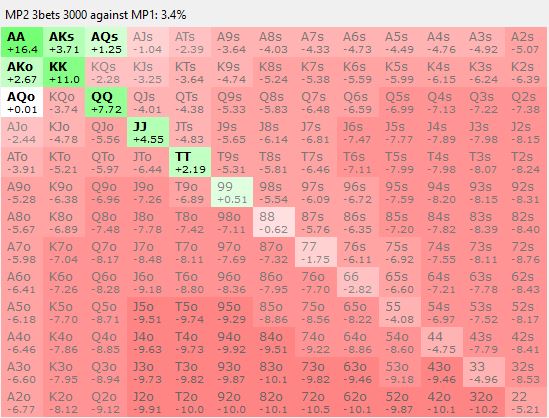 MP2 3bets 3000 against MP1: 3.4%
AA AKs AQs AJs ATs A9s A8s A7s A6s A5s A4s A3s A2s
+16.4 +3.71 +1.25 -1.04 -2.39 -3.64 -4.03 -4.33 -4.73 -4.49 -4.76 -4.92 -5.07
AKo KK KQs KJs KTs K9s K8s K7s K6s K5s K4s K3s K2s
+2.67 +11.0 -2.28 -3.25 -3.64 -4.74 -5.24 -5.38 -5.59 -5.99 -6.15 -6.24 -6.39
AQo KQo QQ QJs QTs Q9s Q8s Q7s Q6s Q5s Q4s Q3s Q2s
+0.01 -3.74 +7.72 -4.01 -4.38 -5.33 -5.83 -6.48 -6.59 -6.99 -7.13 -7.22 -7.38
AJo KJo QJo JJ JTs J9s J8s J7s J6s J5s J4s J3s J2s
-2.44 -4.78 -5.56 +4.55 -4.83 -5.65 -6.14 -6.81 -7.47 -7.77 -7.89 -7.98 -8.15
ATo KTo QTo JTo TT T9s T8s T7s T6s T5s T4s T3s T2s
-3.91 -5.21 -5.97 -6.44 +2.19 -5.31 -5.81 -6.46 -7.11 -7.99 -7.98 -8.07 -8.24
A9o K9o Q9o J9o T9o 99 98s 97s 96s 95s 94s 93s 92s
-5.28 -6.38 -6.96 -7.26 -6.89 +0.51 -5.54 -6.09 -6.72 -7.59 -8.20 -8.15 -8.31
A8o K8o Q8o J8o T8o 98o 88 87s 86s 85s 84s 83s 82s
-5.67 -6.89 -7.48 -7.78 -7.42 -7.11 -0.62 -5.76 -6.35 -7.20 -7.82 -8.39 -8.40
A7o K7o Q7o J7o T7o 97o 87o 77 76s 75s 74s 73s 72s
-5.98 -7.04 -8.17 -8.48 -8.11 -7.69 -7.32 -1.75 -6.11 -6.92 -7.55 -8.11 -8.76
A6o K6o Q6o J6o T6o 96o 86o 76o 66 65s 64s 63s 62s
-6.41 -7.26 -8.28 -9.18 -8.80 -8.36 -7.95 -7.70 -2.82 -6.60 -7.21 -7.78 -8.43
A5o K5o Q5o J5o T5o 95o 85o 75o 65o 55 54s 53s 52s
-6.18 -7.70 -8.71 -9.51 -9.74 -9.29 -8.86 -8.56 -8.22 -4.08 -6.97 -7.52 -8.17
A4o K4o Q4o J4o T4o 94o 84o 74o 64o 54o 44 43s 42s
-6.46 -7.86 -8.85 -9.63 -9.73 -9.92 -9.51 -9.22 -8.86 -8.60 -4.75 -7.79 -8.41
A3o K3o Q3o J3o T3o 93o 83o 73o 63o 53o 43o 33 32s
-6.60 -7.95 -8.94 -9.73 -9.82 -9.87 -10.1 -9.82 -9.46 -9.18 -9.46 -4.96 -8.53
A2o K2o Q2o J2o T2o 92o 82o 72o 62o 52o 42o 32o 22
-6.77 -8.12 -9.12 -9.91 -10.0 -10.0 -10.2 -10.5 -10.1 -9.87 -10.1 -10.2 -5.21